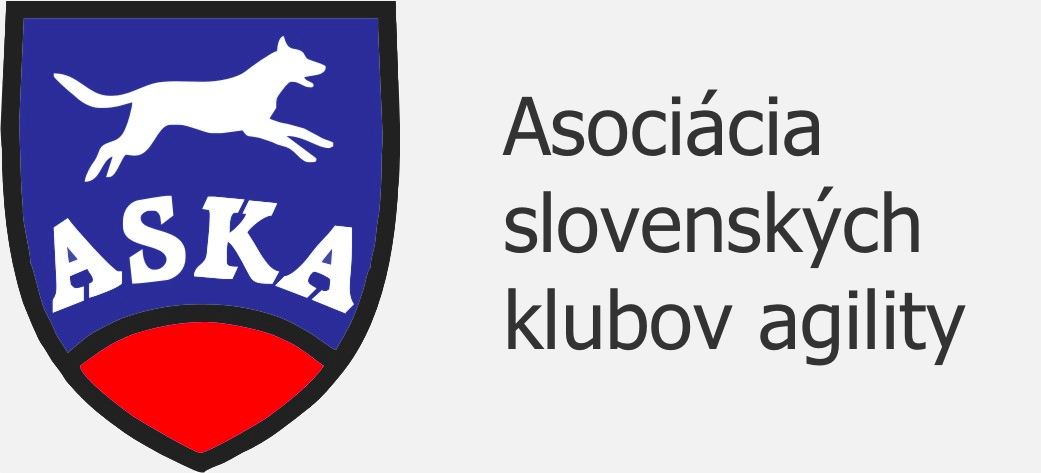 ASKA
Asociácia
slovenských
klubov agility